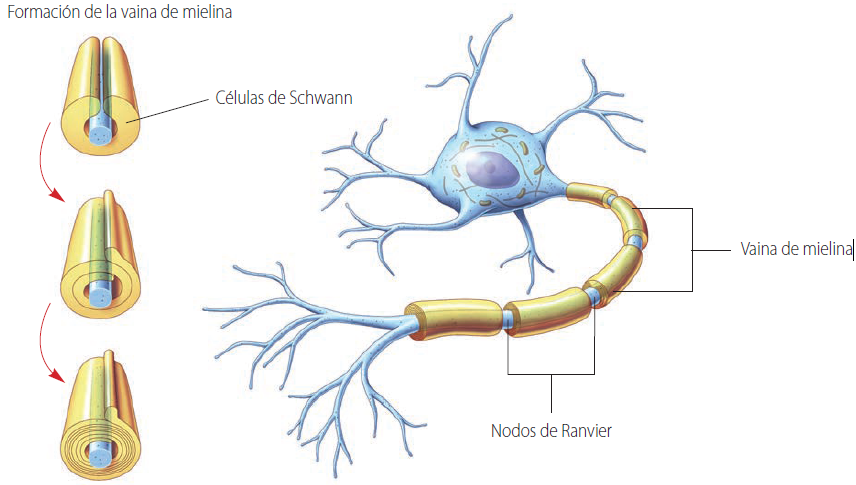 Formación de la vaina de mielina
Células de Schwann
Vaina de mielina
Nodos de Ranvier